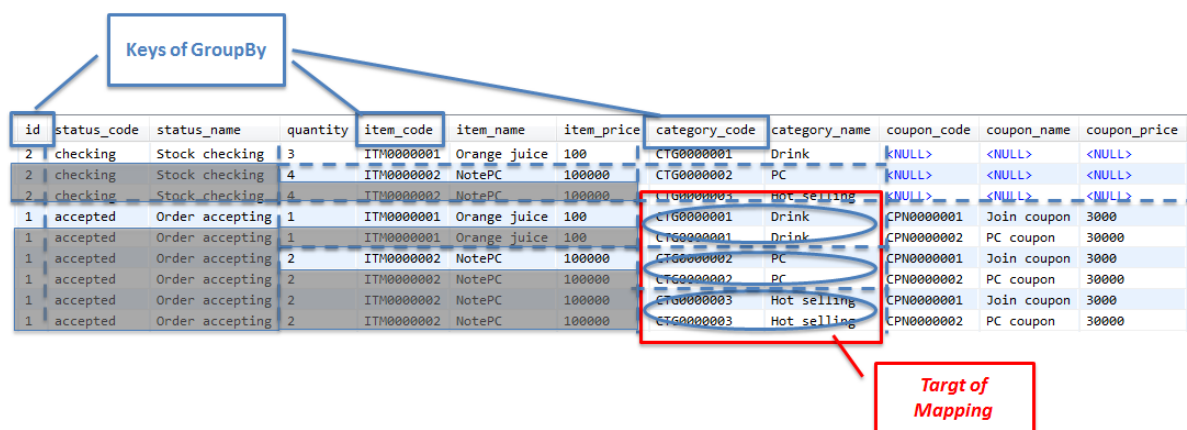 Keys of GroupBy
id status_code status_name quantity item_code item_name item_price category_code category_name coupon_code coupon_name coupon_price
2 checking Stock checking 3 ITM0000001 Orange juice 100 CTG0000001 Drink <NULL> <NULL> <NULL>
2 checking Stock checking 4 ITM0000002 NotePC 100000 CTG0000002 PC <NULL> <NULL> <NULL>
2 checking Stock checking 4 ITM0000002 NotePC 100000 CTG0000003 Hot selling <NULL> <NULL> <NULL>
1 accepted Order accepting 1 ITM0000001 Orange juice 100 CTG0000001 Drink CPN0000001 Join coupon 3000
1 accepted Order accepting 1 ITM0000001 Orange juice 100 CTG0000001 Drink CPN0000002 PC coupon 30000
1 accepted Order accepting 2 ITM0000002 NotePC 100000 CTG0000002 PC CPN0000001 Join coupon 3000
1 accepted Order accepting 2 ITM0000002 NotePC 100000 CTG0000002 PC CPN0000002 PC coupon 30000
1 accepted Order accepting 2 ITM0000002 NotePC 100000 CTG0000003 Hot selling CPN0000001 Join coupon 3000
1 accepted Order accepting 2 ITM0000002 NotePC 100000 CTG0000003 Hot selling CPN0000002 PC coupon 30000
Targt of
Mapping